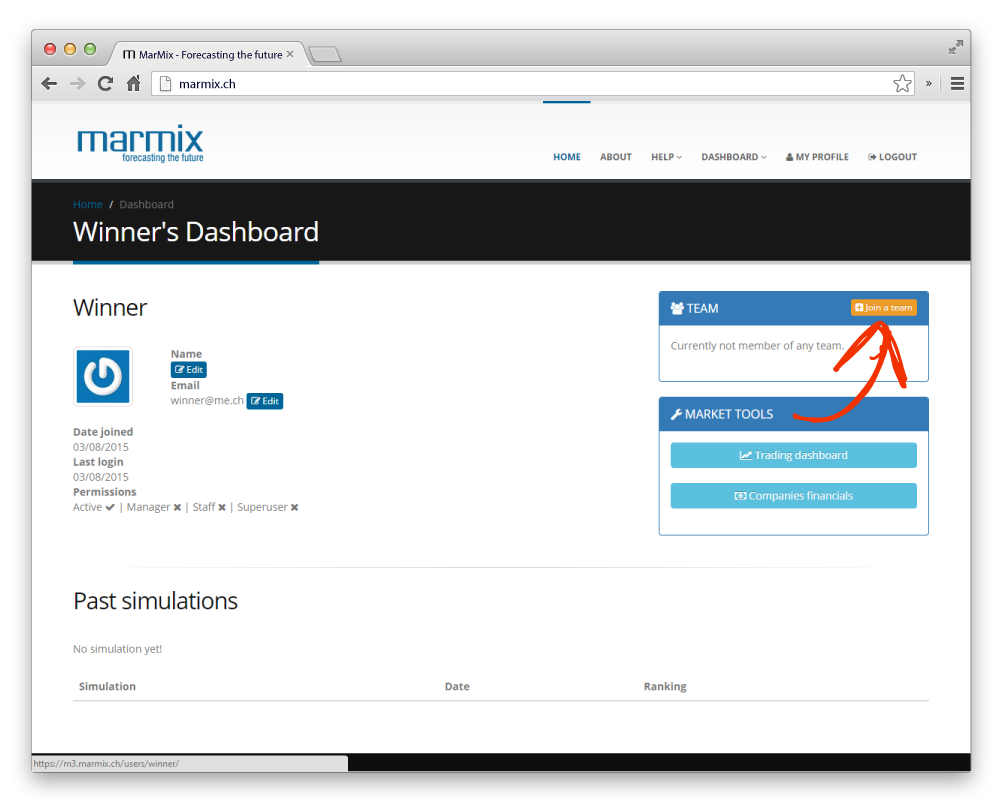 MarMix - Forecasting the future
marmix.ch
marmix
forecasting the future
HOME ABOUT HELP DASHBOARD MY PROFILE LOGOUT
Home / Dashboard
Winner's Dashboard
Winner
Name
Edit
Email
winner@me.ch Edit
Date joined
03/08/2015
Last login
03/08/2015
Permissions
Active | Manager | Staff | Superuser
TEAM Join a team
Currently not member of any team.
MARKET TOOLS
Trading dashboard
Companies financials
Past simulations
No simulation yet!
Simulation Date Ranking
https://m3.marmix.ch/users/winner/